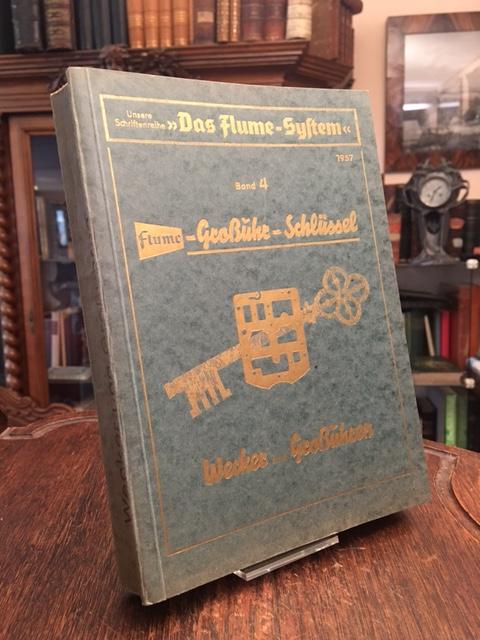 Unsere
Schriftenreihe »Das Flume-System«
1957
Band 4
Flume-Großuhr-Schlüssel
Wecker und Großuhren